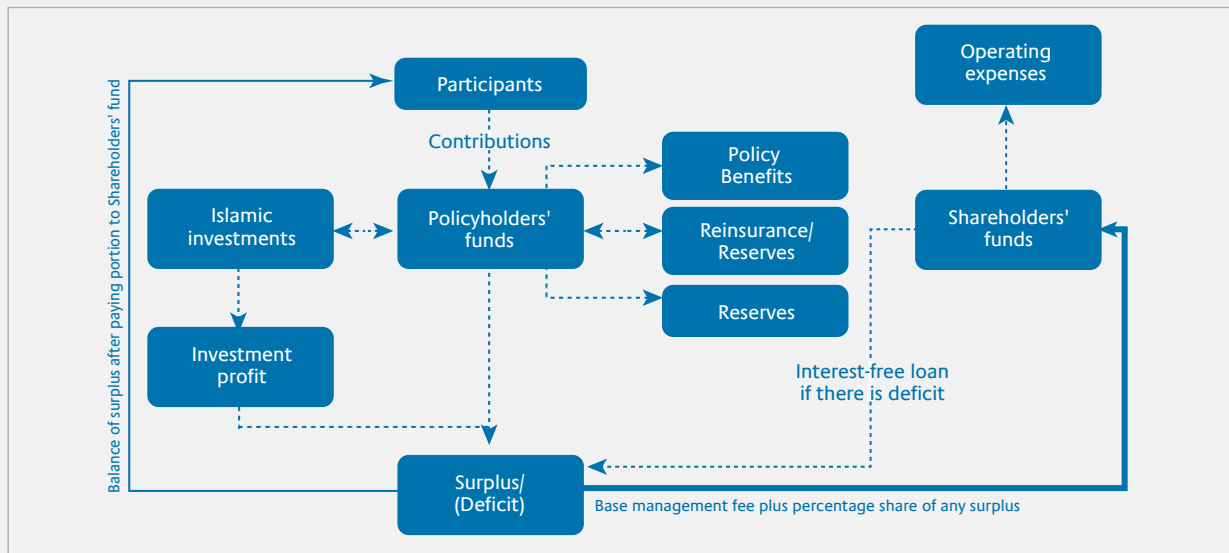 Operating
expenses
Participants
Contributions
Policy
Benefits
Islamic
investments
Policyholders'
funds
Reinsurance/
Reserves
Shareholders'
funds
Reserves
Investment
profit
Interest-free loan
if there is deficit
Surplus/
(Deficit)
Base management fee plus percentage share of any surplus
Balance of surplus after paying portion to Shareholders' fund